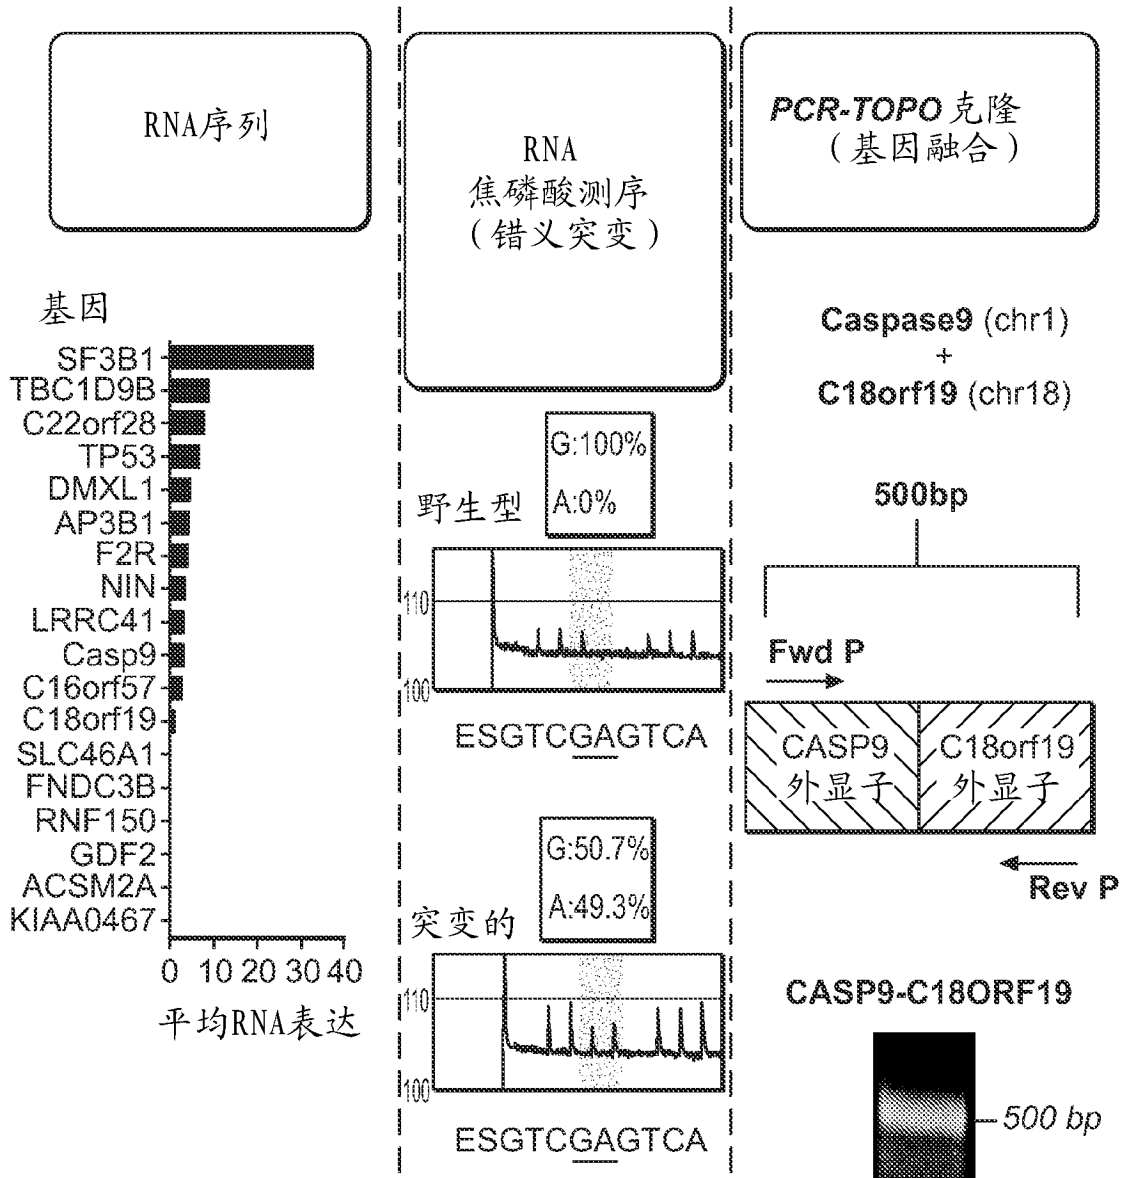 RNA序列
基因
SF3B1
TBC1D9B
C22orf28
TP53
DMXL1
AP3B1
F2R
NIN
LRRC41
Casp9
C16orf57
C18orf19
SLC46A1
FNDC3B
RNF150
GDF2
ACSM2A
KIAA0467
0 10 20 30 40
平均RNA表达
RNA
焦磷酸测序
(错义突变)
野生型
G:100%
A:0%
110
100
ESGTCGAGTCA
突变的
G:50.7%
A:49.3%
110
100
ESGTCGAGTCA
PCR-TOPO 克隆
(基因融合)
Caspase9 (chr1)
+
C18orf19 (chr18)
500bp
Fwd P
CASP9
外显子
C18orf19
外显子
Rev P
CASP9-C18ORF19
500 bp